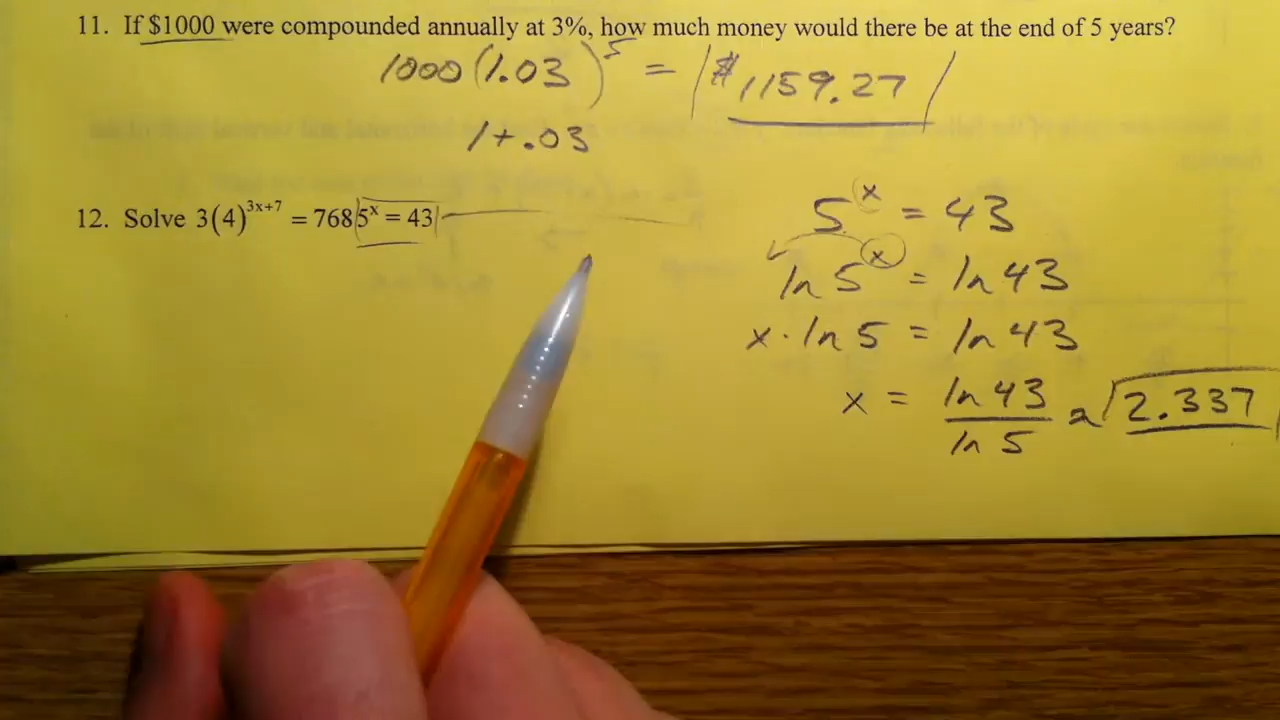 11. If $1000 were compounded annually at 3%, how much money would there be at the end of 5 years?
1000(1.03)^5 = $1159.27
1+.03
12. Solve 3(4)^{3x+7} = 768 5^x = 43
5^x = 43
ln 5^x = ln 43
x · ln 5 = ln 43
x = ln 43 / ln 5 ≈ 2.337